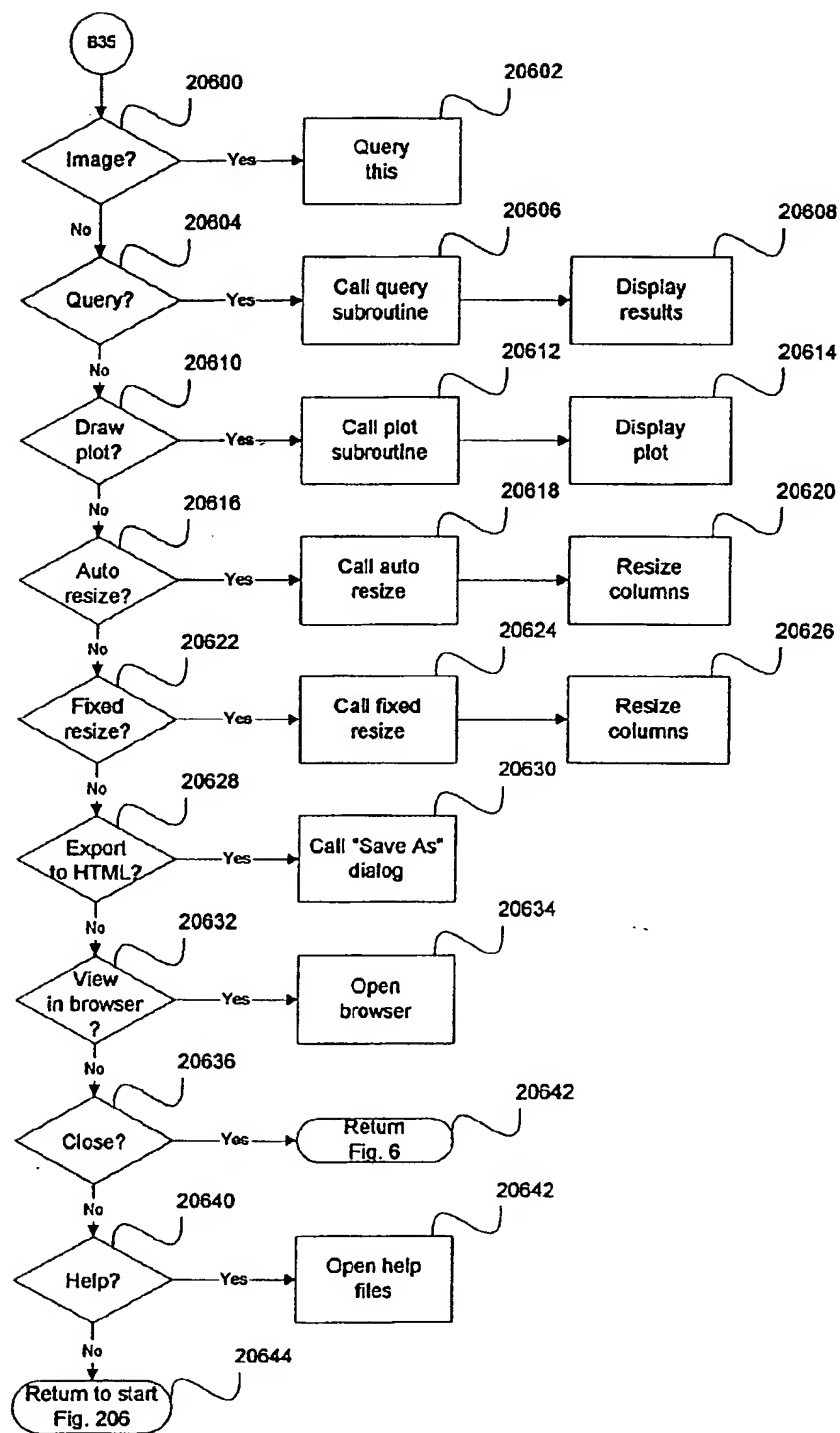 B35
20600
20602
Image?
Yes
Query
this
No
20604
20606
20608
Query?
Yes
Call query
subroutine
Display
results
No
20610
20612
20614
Draw
plot?
Yes
Call plot
subroutine
Display
plot
No
20616
20618
20620
Auto
resize?
Yes
Call auto
resize
Resize
columns
No
20622
20624
20626
Fixed
resize?
Yes
Call fixed
resize
Resize
columns
No
20628
20630
Export
to HTML?
Yes
Call "Save As"
dialog
No
20632
20634
View
in browser
?
Yes
Open
browser
No
20636
20642
Close?
Yes
Return
Fig. 6
No
20640
20642
Help?
Yes
Open help
files
No
20644
Return to start
Fig. 206